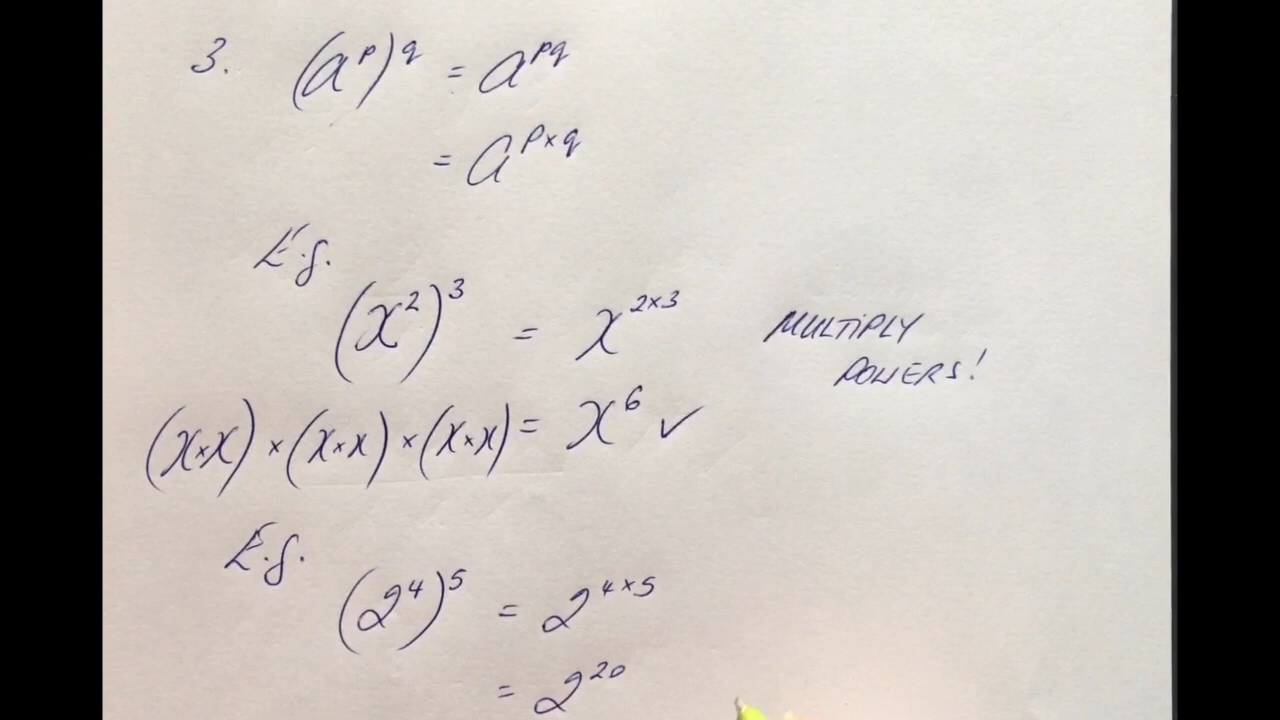 3. (a^p)^q = a^pq
= a^p×q
E.g.
(x^2)^3 = x^2×3 MULTIPLY
POWERS!
(x×x)×(x×x)×(x×x) = x^6 ✓
E.g.
(2^4)^5 = 2^4×5
= 2^20